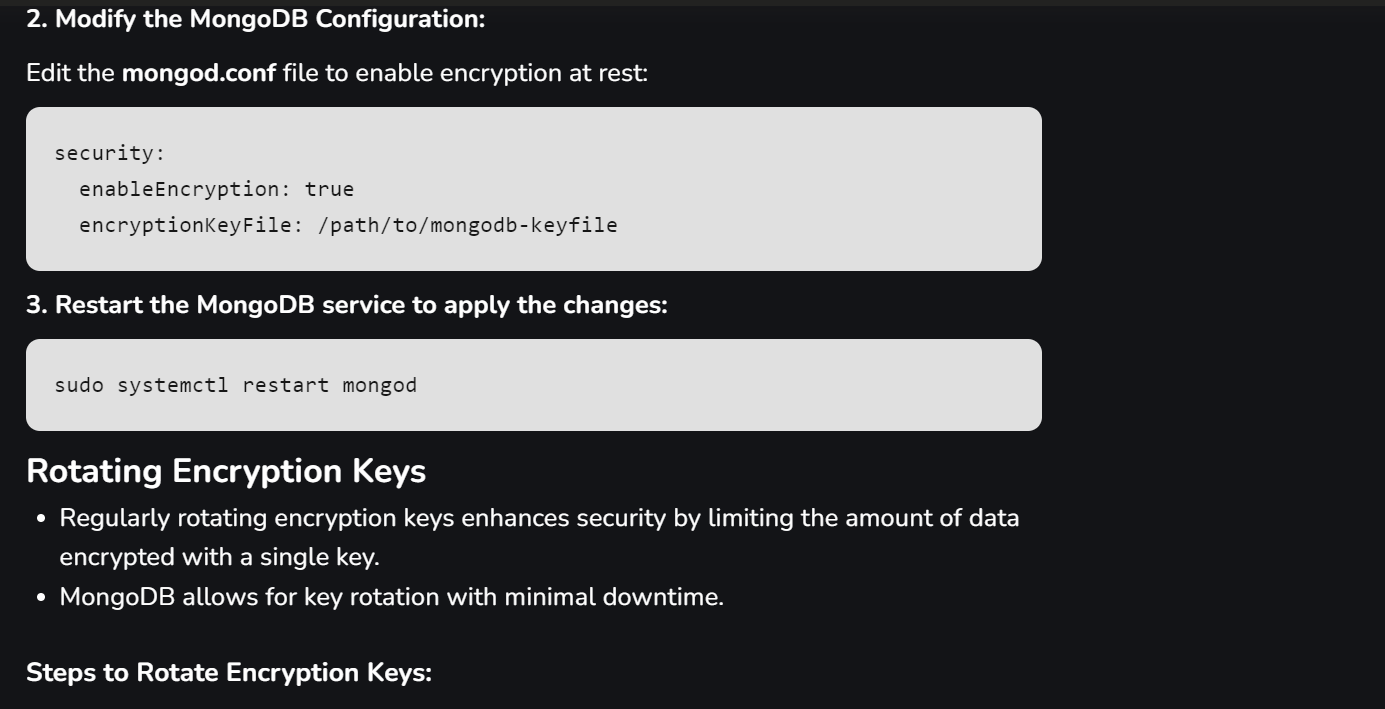 2. Modify the MongoDB Configuration:
Edit the mongod.conf file to enable encryption at rest:
security:
  enableEncryption: true
  encryptionKeyFile: /path/to/mongodb-keyfile
3. Restart the MongoDB service to apply the changes:
sudo systemctl restart mongod
Rotating Encryption Keys
• Regularly rotating encryption keys enhances security by limiting the amount of data
encrypted with a single key.
• MongoDB allows for key rotation with minimal downtime.
Steps to Rotate Encryption Keys: